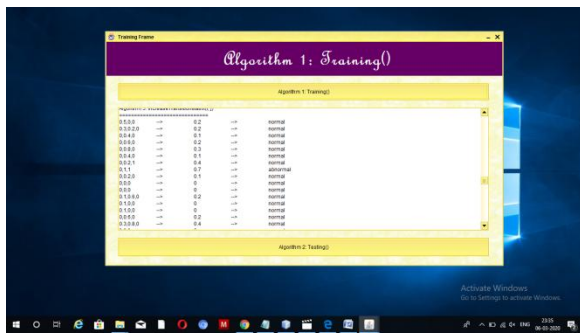 Training Frame
Algorithm 1: Training()
Algorithm 1: Training()
==============================
0,5,0,0 --> 0.2 --> normal
0,3,0,2,0 --> 0.2 --> normal
0,0,4,0 --> 0.1 --> normal
0,0,6,0 --> 0.2 --> normal
0,0,8,0 --> 0.3 --> normal
0,0,4,0 --> 0.1 --> normal
0,0,2,1 --> 0.4 --> normal
0,1,1 --> 0.7 --> abnormal
0,0,2,0 --> 0.1 --> normal
0,0,0 --> 0 --> normal
0,0,0 --> 0 --> normal
0,1,0,6,0 --> 0.2 --> normal
0,1,0,0 --> 0 --> normal
0,1,0,0 --> 0 --> normal
0,0,6,0 --> 0.2 --> normal
0,3,0,8,0 --> 0.4 --> normal
Algorithm 2: Testing()
Activate Windows
Go to Settings to activate Windows.
ENG
23:35
06-03-2020